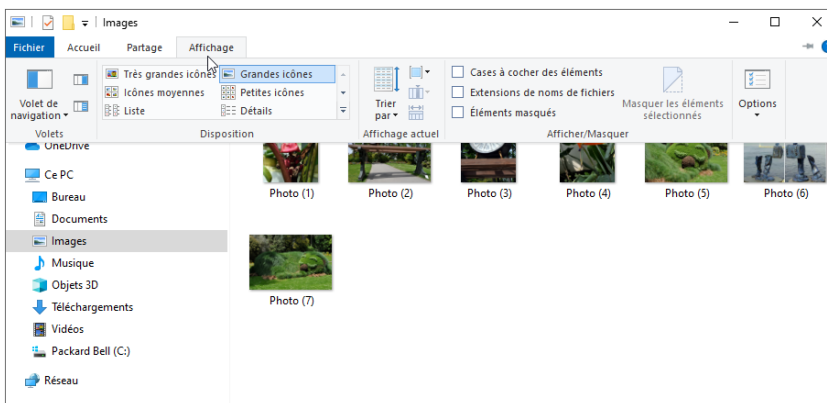 Images
Fichier Accueil Partage Affichage
Volet de navigation
Très grandes icônes Grandes icônes
Icônes moyennes Petites icônes
Liste Détails
Trier par
Cases à cocher des éléments
Extensions de noms de fichiers
Éléments masqués
Masquer les éléments sélectionnés
Options
Volets Disposition Affichage actuel Afficher/Masquer
OneDrive
Ce PC
Bureau
Documents
Images
Musique
Objets 3D
Téléchargements
Vidéos
Packard Bell (C:)
Réseau
Photo (1) Photo (2) Photo (3) Photo (4) Photo (5) Photo (6)
Photo (7)